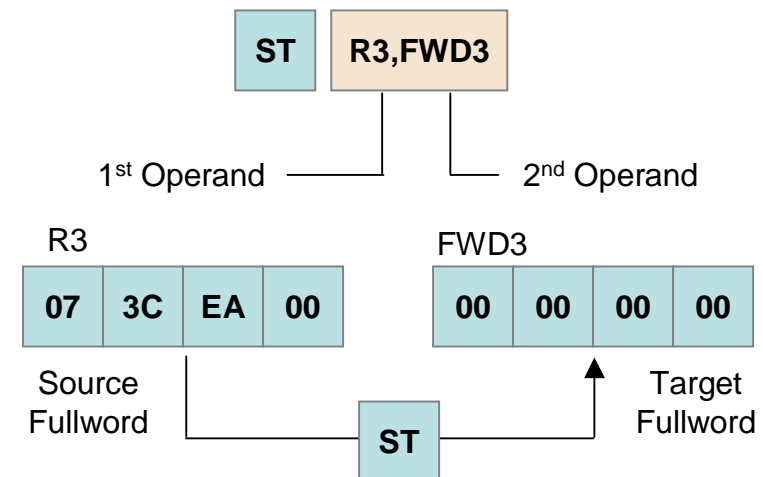 ST R3,FWD3
1st Operand 2nd Operand
R3 FWD3
07 3C EA 00 00 00 00 00
Source Target
Fullword Fullword
ST